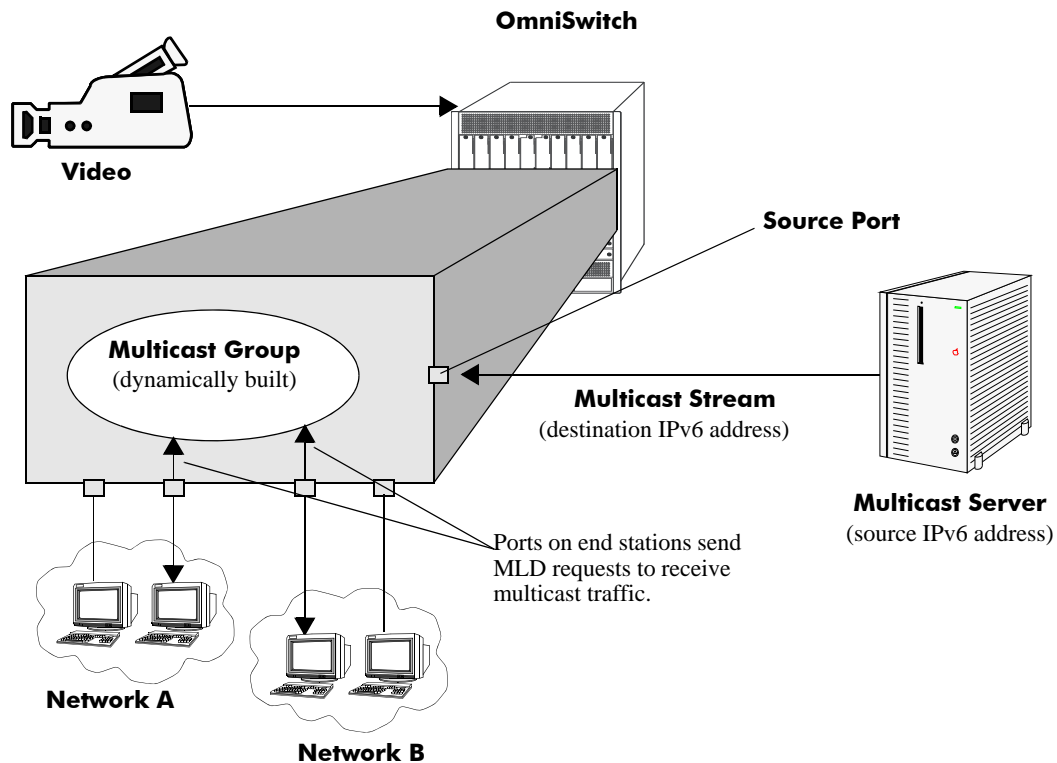 OmniSwitch
Video
Source Port
Multicast Group
(dynamically built)
Multicast Stream
(destination IPv6 address)
Multicast Server
(source IPv6 address)
Ports on end stations send
MLD requests to receive
multicast traffic.
Network A
Network B